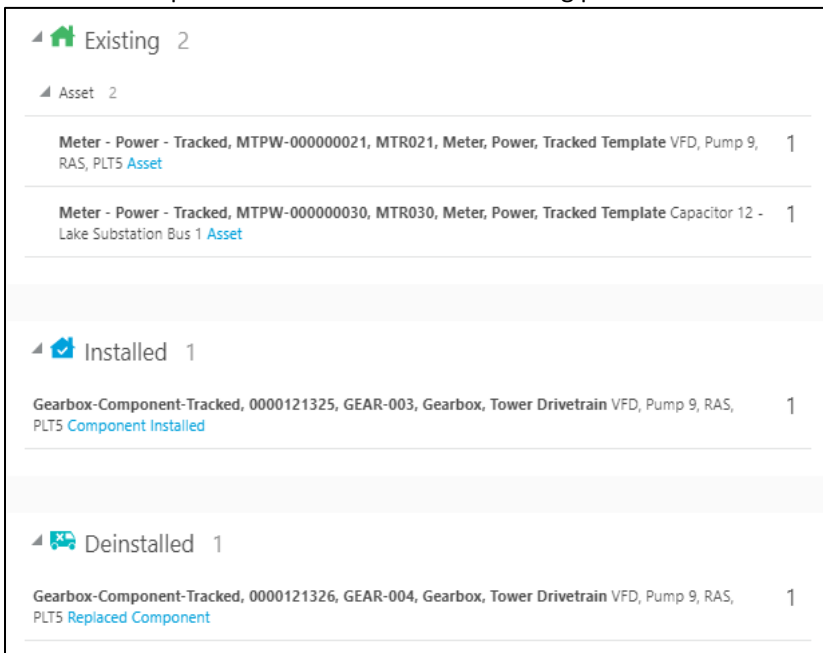 Existing 2
Asset 2
Meter - Power - Tracked, MTPW-000000021, MTR021, Meter, Power, Tracked Template VFD, Pump 9, 1
RAS, PLT5 Asset
Meter - Power - Tracked, MTPW-000000030, MTR030, Meter, Power, Tracked Template Capacitor 12 - 1
Lake Substation Bus 1 Asset
Installed 1
Gearbox-Component-Tracked, 0000121325, GEAR-003, Gearbox, Tower Drivetrain VFD, Pump 9, RAS, 1
PLT5 Component Installed
Deinstalled 1
Gearbox-Component-Tracked, 0000121326, GEAR-004, Gearbox, Tower Drivetrain VFD, Pump 9, RAS, 1
PLT5 Replaced Component